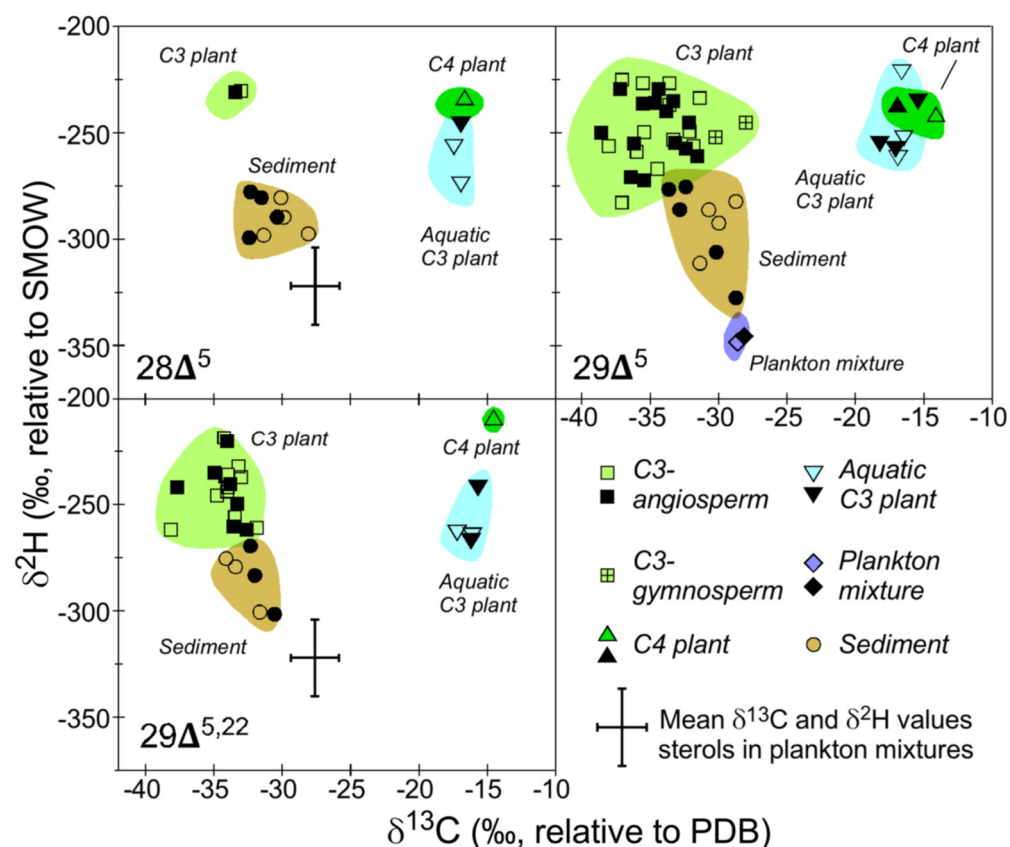 -200
-250
-300
-350
-200
-250
-300
-350
δ²H (‰, relative to SMOW)
C3 plant
C4 plant
Sediment
Aquatic
C3 plant
28Δ⁵
C3 plant
C4 plant
Aquatic
C3 plant
Sediment
Plankton mixture
29Δ⁵
-40 -35 -30 -25 -20 -15 -10
C3 plant
C4 plant
Aquatic
C3 plant
Sediment
29Δ⁵,²²
-40 -35 -30 -25 -20 -15 -10
δ¹³C (‰, relative to PDB)
C3-
angiosperm
C3-
gymnosperm
C4 plant
Aquatic
C3 plant
Plankton
mixture
Sediment
Mean δ¹³C and δ²H values
sterols in plankton mixtures